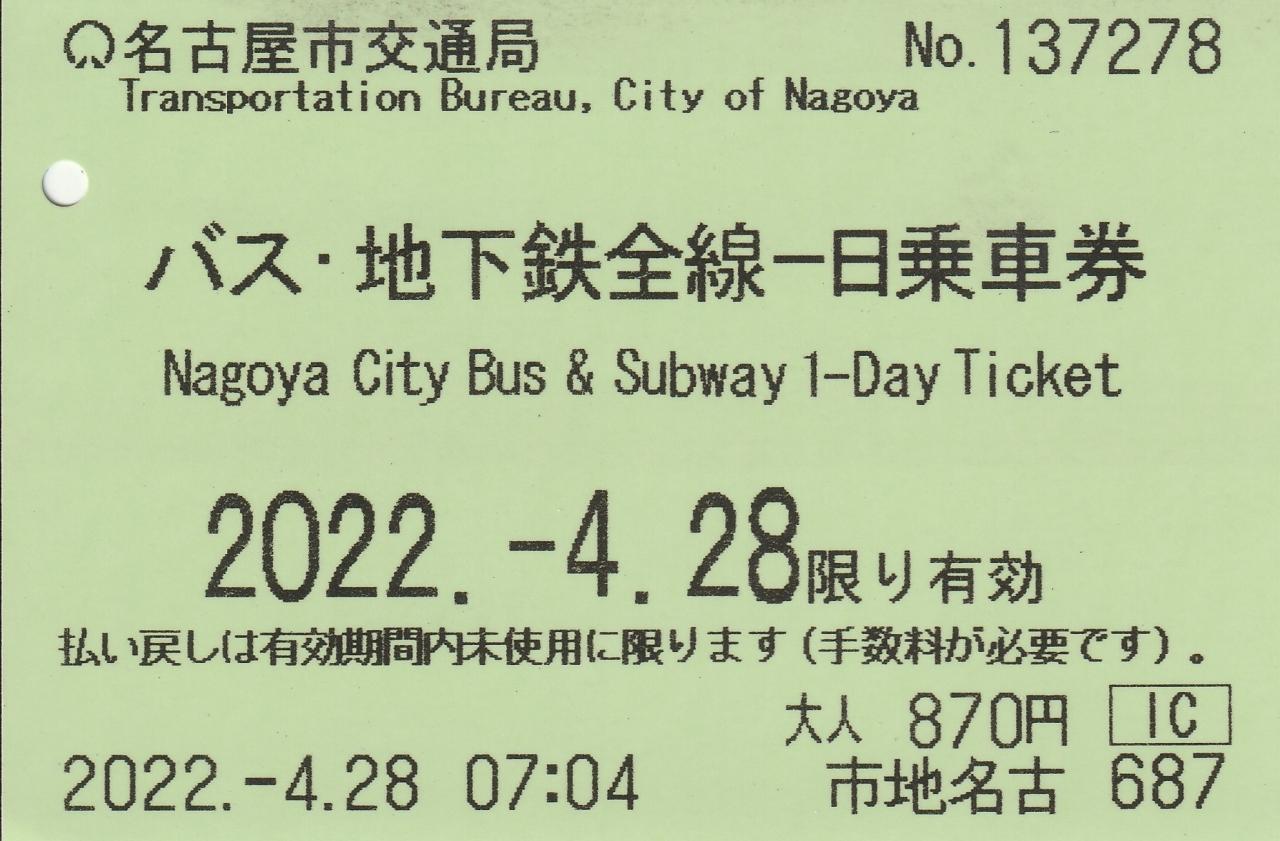 名古屋市交通局 No.137278
Transportation Bureau, City of Nagoya
バス・地下鉄全線一日乗車券
Nagoya City Bus & Subway 1-Day Ticket
2022.-4.28限り有効
払い戻しは有効期間内未使用に限ります(手数料が必要です)。
大人 870円 IC
2022.-4.28 07:04 市地名古 687